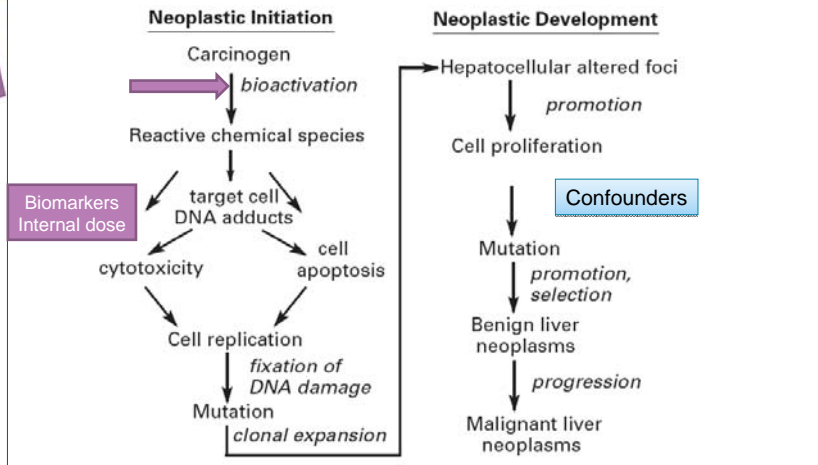 Neoplastic Initiation
Carcinogen
bioactivation
Reactive chemical species
Biomarkers
Internal dose
target cell
DNA adducts
cytotoxicity
cell
apoptosis
Cell replication
fixation of
DNA damage
Mutation
clonal expansion
Neoplastic Development
Hepatocellular altered foci
promotion
Cell proliferation
Confounders
Mutation
promotion,
selection
Benign liver
neoplasms
progression
Malignant liver
neoplasms